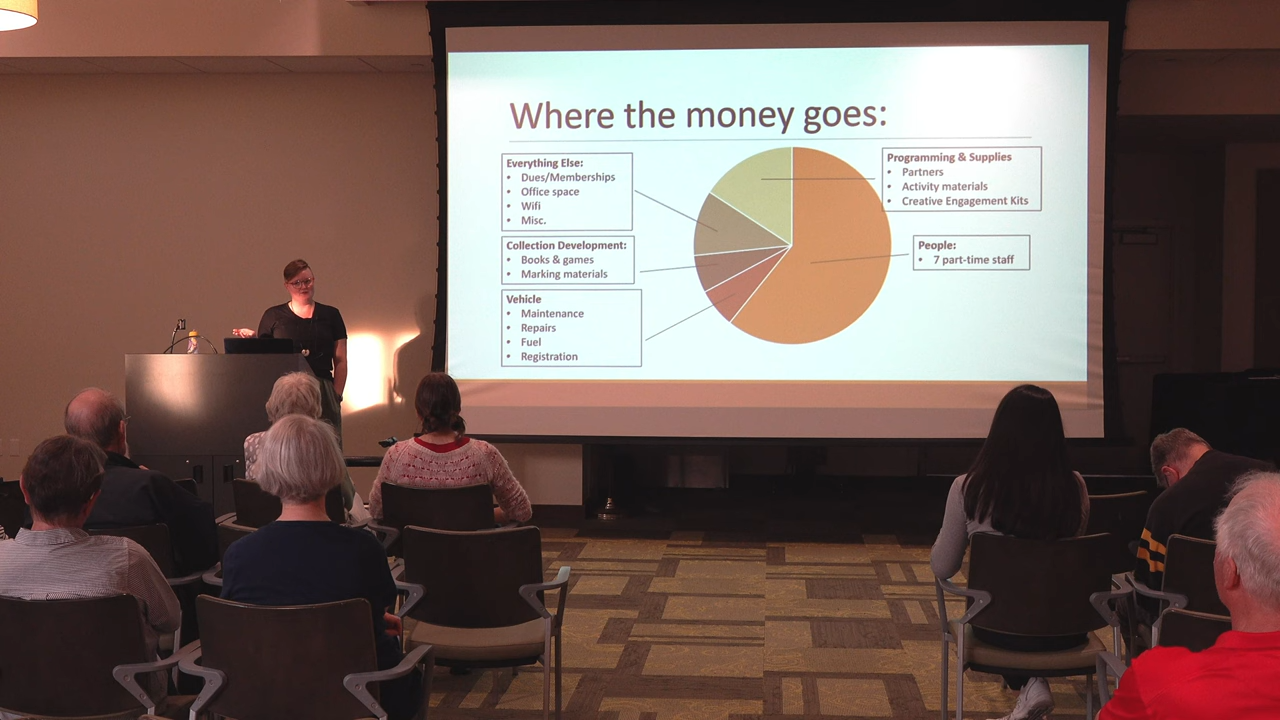 Where the money goes:
Everything Else:
• Dues/Memberships
• Office space
• Wifi
• Misc.
Collection Development:
• Books & games
• Marking materials
Vehicle
• Maintenance
• Repairs
• Fuel
• Registration
Programming & Supplies
• Partners
• Activity materials
• Creative Engagement Kits
People:
• 7 part-time staff